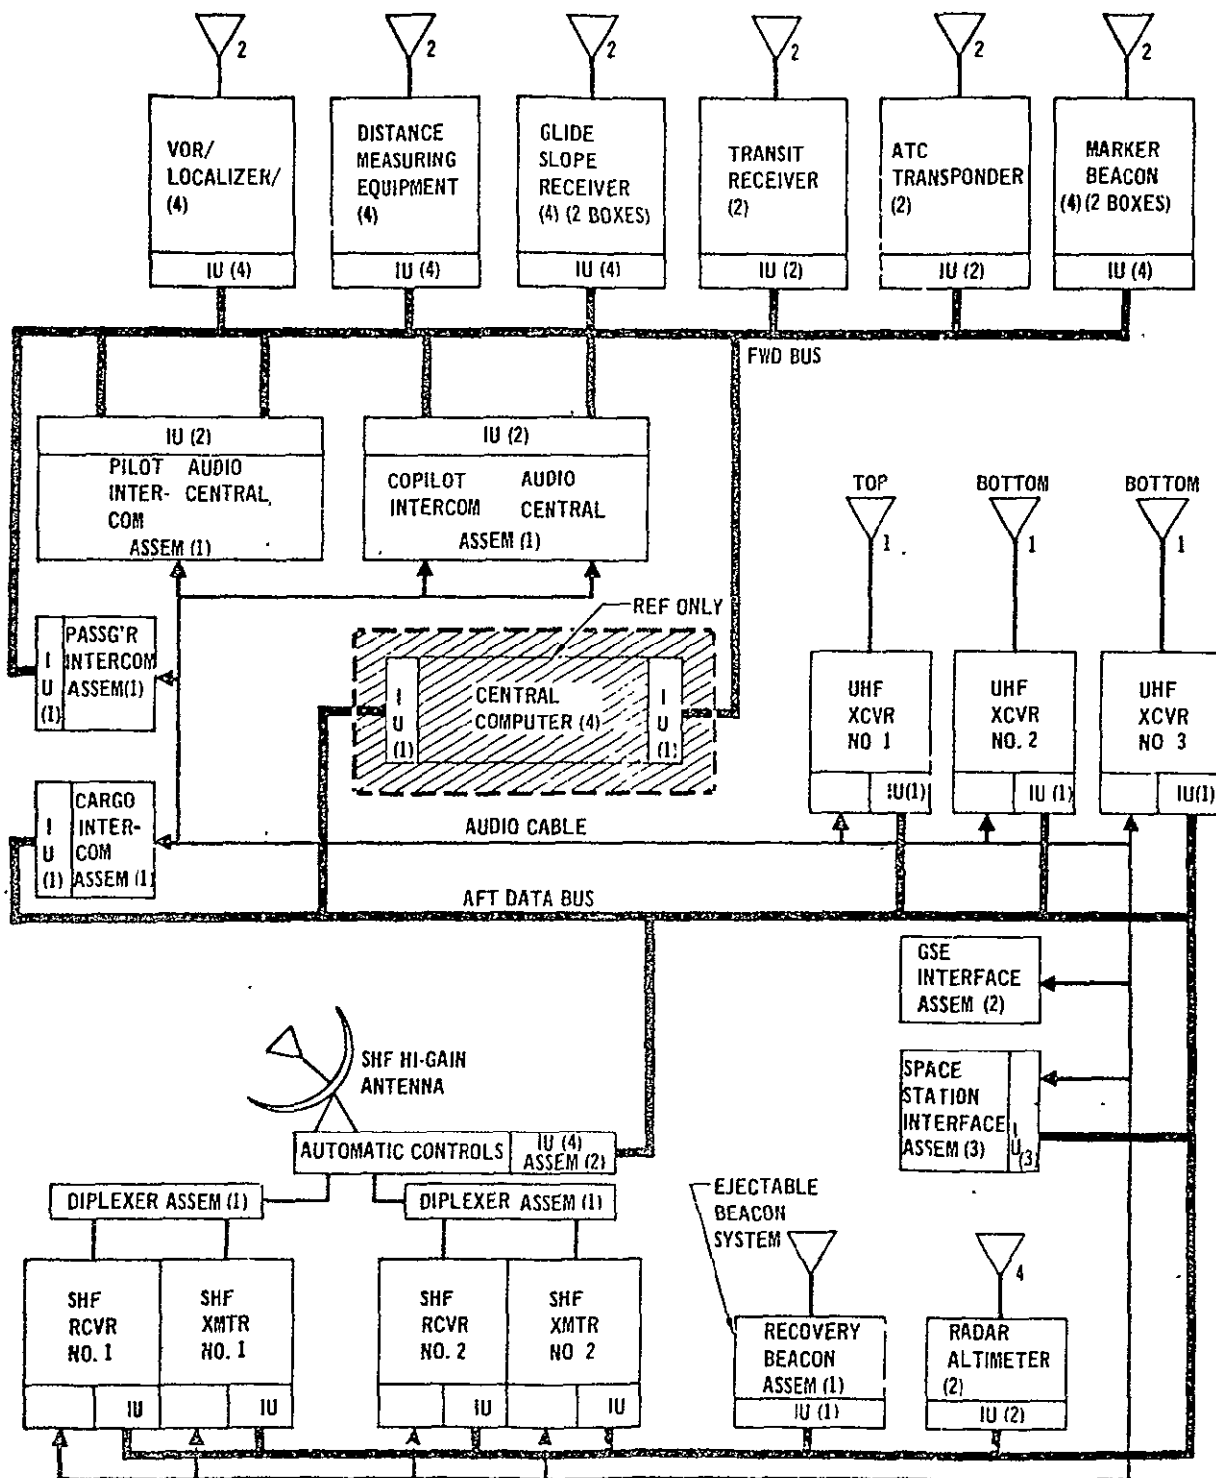 2
2
2
2
2
2
VOR/
LOCALIZER/
(4)
IU (4)
DISTANCE
MEASURING
EQUIPMENT
(4)
IU (4)
GLIDE
SLOPE
RECEIVER
(4) (2 BOXES)
IU (4)
TRANSIT
RECEIVER
(2)
IU (2)
ATC
TRANSPONDER
(2)
IU (2)
MARKER
BEACON
(4) (2 BOXES)
IU (4)
FWD BUS
IU (2)
PILOT AUDIO
INTER- CENTRAL,
COM
ASSEM (1)
IU (2)
COPILOT AUDIO
INTERCOM CENTRAL
ASSEM (1)
TOP
1
BOTTOM
1
BOTTOM
1
REF ONLY
I
U
(1)
PASSG'R
INTERCOM
ASSEM(1)
I
U
(1)
CENTRAL
COMPUTER (4)
I
U
(1)
UHF
XCVR
NO 1
IU(1)
UHF
XCVR
NO. 2
IU (1)
UHF
XCVR
NO 3
IU(1)
I
U
(1)
CARGO
INTER-
COM
ASSEM (1)
AUDIO CABLE
AFT DATA BUS
GSE
INTERFACE
ASSEM (2)
SPACE
STATION
INTERFACE
ASSEM (3)
I
U
(3)
SHF HI-GAIN
ANTENNA
AUTOMATIC CONTROLS
IU (4)
ASSEM (2)
DIPLEXER ASSEM (1)
DIPLEXER ASSEM (1)
EJECTABLE
BEACON
SYSTEM
4
SHF
RCVR
NO. 1
IU
SHF
XMTR
NO. 1
IU
SHF
RCVR
NO. 2
IU
SHF
XMTR
NO 2
IU
RECOVERY
BEACON
ASSEM (1)
IU (1)
RADAR
ALTIMETER
(2)
IU (2)